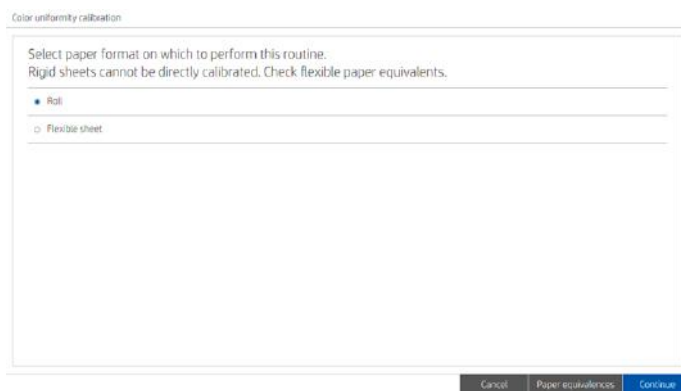 Color uniformity calibration
Select paper format on which to perform this routine.
Rigid sheets cannot be directly calibrated. Check flexible paper equivalents.
Roll
Flexible sheet
Cancel Paper equivalences Continue